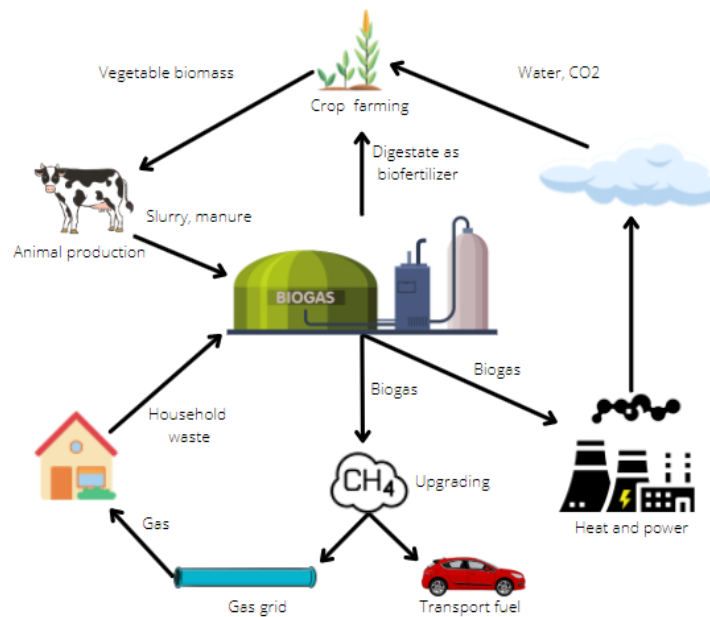 Vegetable biomass
Water, CO2
Crop farming
Digestate as
biofertilizer
Slurry, manure
Animal production
BIOGAS
Biogas
Biogas
Household
waste
CH4
Upgrading
Heat and power
Gas
Gas grid
Transport fuel